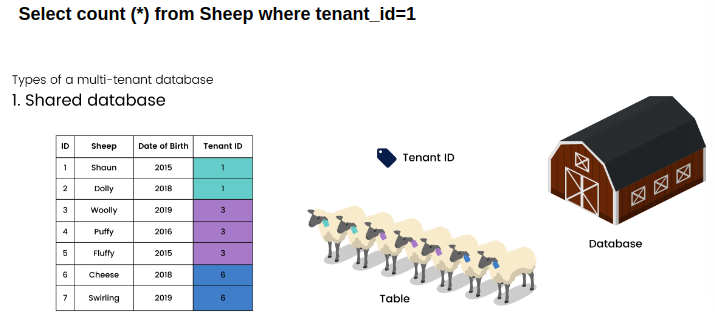 Select count (*) from Sheep where tenant_id=1
Types of a multi-tenant database
1. Shared database
ID Sheep Date of Birth Tenant ID
1 Shaun 2015 1
2 Dolly 2018 1
3 Woolly 2019 3
4 Puffy 2016 3
5 Fluffy 2015 3
6 Cheese 2018 6
7 Swirling 2019 6
Tenant ID
Table
Database